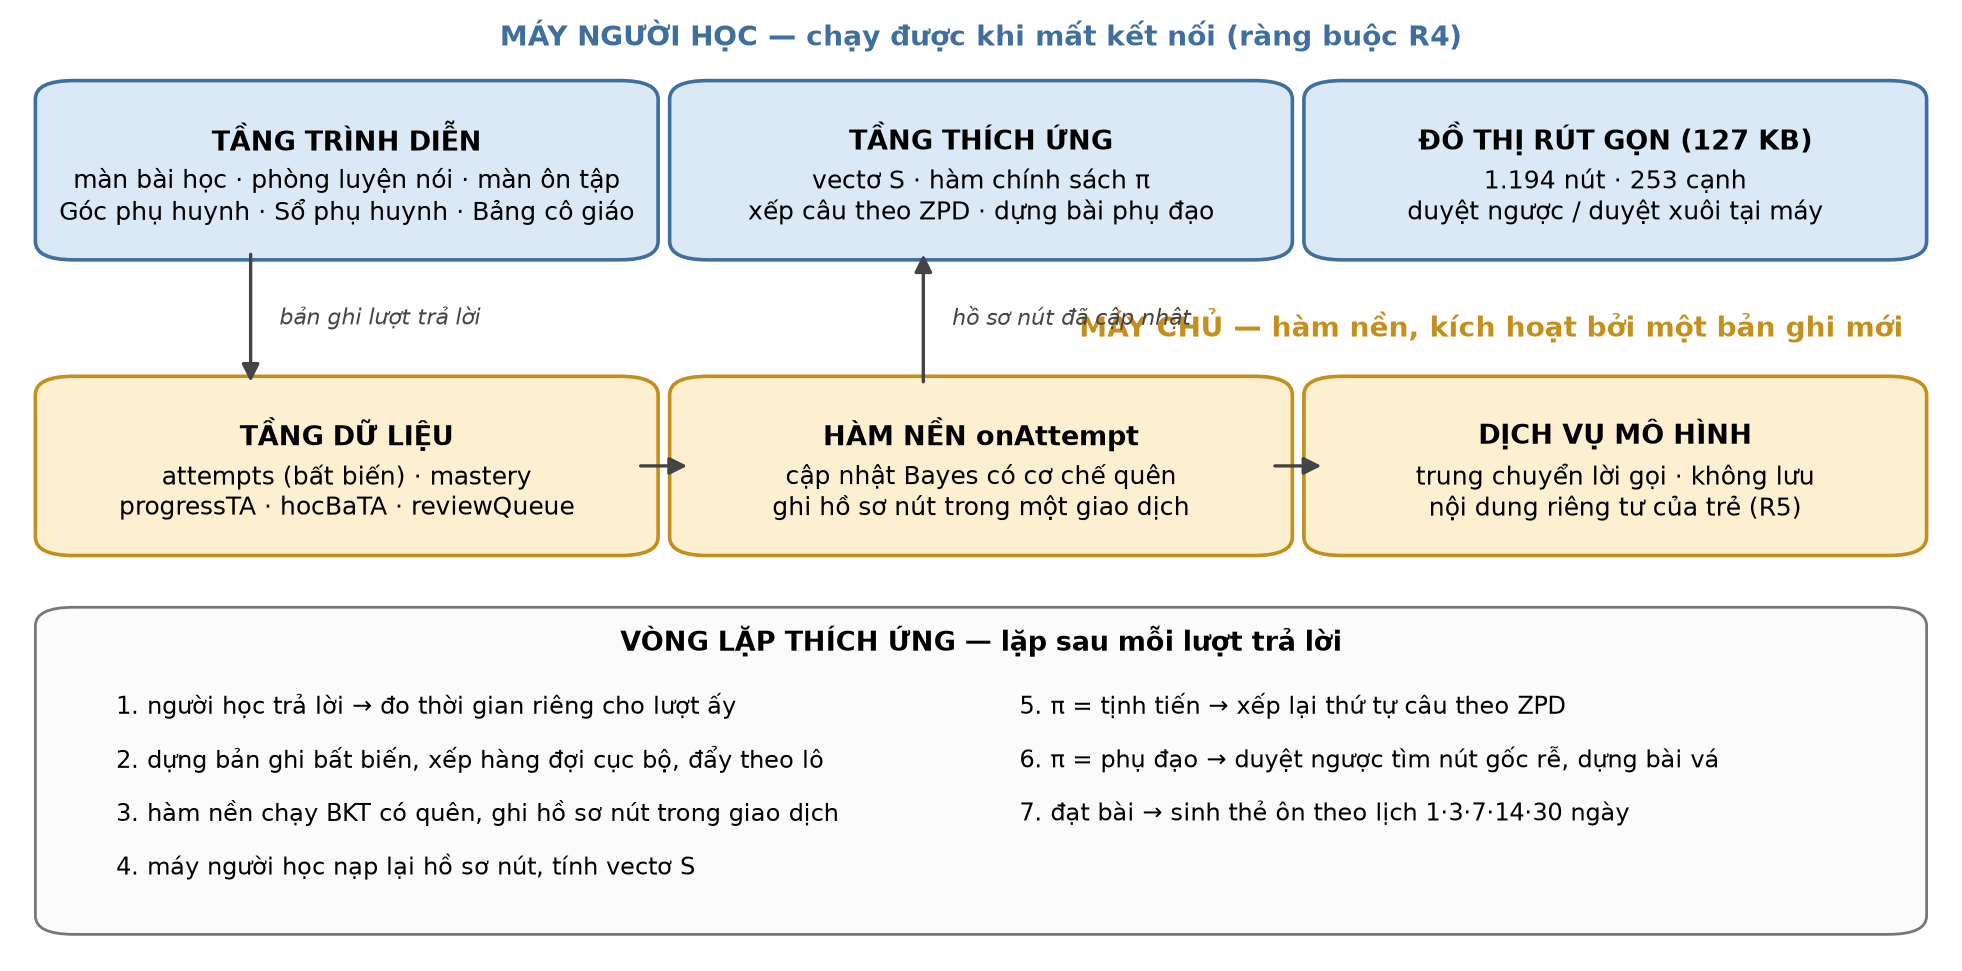 MÁY NGƯỜI HỌC — chạy được khi mất kết nối (ràng buộc R4)
TẦNG TRÌNH DIỄN
màn bài học · phòng luyện nói · màn ôn tập
Góc phụ huynh · Sổ phụ huynh · Bảng cô giáo
TẦNG THÍCH ỨNG
vectơ S · hàm chính sách π
xếp câu theo ZPD · dựng bài phụ đạo
ĐỒ THỊ RÚT GỌN (127 KB)
1.194 nút · 253 cạnh
duyệt ngược / duyệt xuôi tại máy
bản ghi lượt trả lời
hồ sơ nút đã cập nhật
MÁY CHỦ — hàm nền, kích hoạt bởi một bản ghi mới
TẦNG DỮ LIỆU
attempts (bất biến) · mastery
progressTA · hocBaTA · reviewQueue
HÀM NỀN onAttempt
cập nhật Bayes có cơ chế quên
ghi hồ sơ nút trong một giao dịch
DỊCH VỤ MÔ HÌNH
trung chuyển lời gọi · không lưu
nội dung riêng tư của trẻ (R5)
VÒNG LẶP THÍCH ỨNG — lặp sau mỗi lượt trả lời
1. người học trả lời → đo thời gian riêng cho lượt ấy
2. dựng bản ghi bất biến, xếp hàng đợi cục bộ, đẩy theo lô
3. hàm nền chạy BKT có quên, ghi hồ sơ nút trong giao dịch
4. máy người học nạp lại hồ sơ nút, tính vectơ S
5. π = tịnh tiến → xếp lại thứ tự câu theo ZPD
6. π = phụ đạo → duyệt ngược tìm nút gốc rễ, dựng bài vá
7. đạt bài → sinh thẻ ôn theo lịch 1·3·7·14·30 ngày